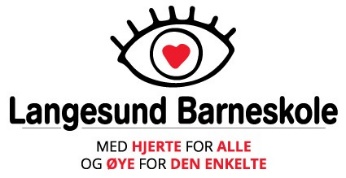 Langesund Barneskole
MED HJERTE FOR ALLE
OG ØYE FOR DEN ENKELTE